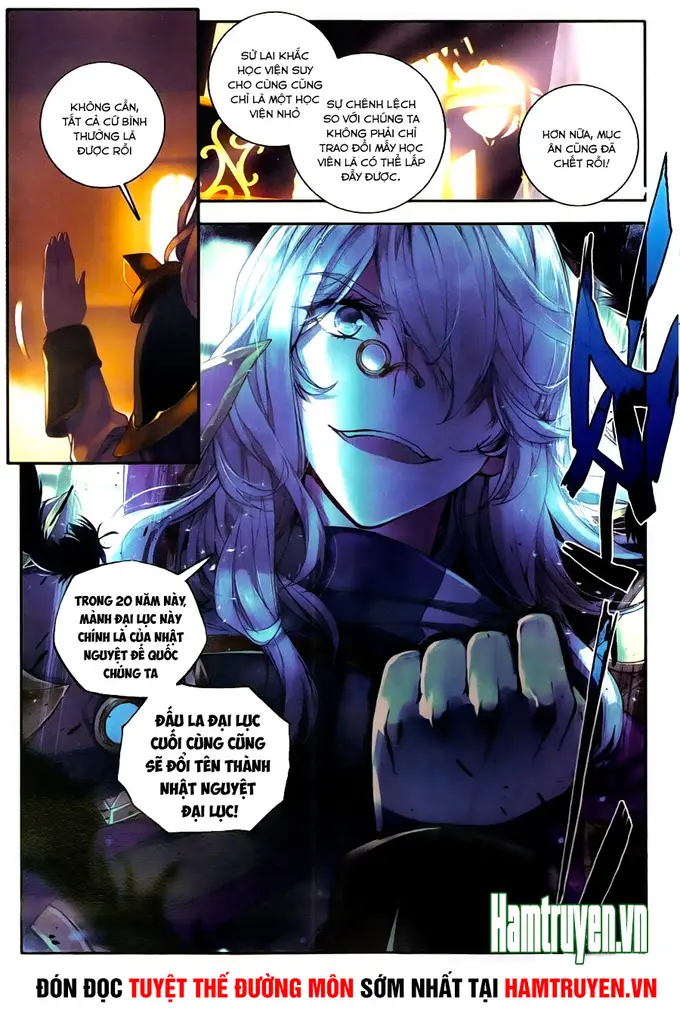 KHÔNG CẦN,
TẤT CẢ CỨ BÌNH
THƯỜNG LÀ
ĐƯỢC RỒI
SỬ LAI KHẮC
HỌC VIỆN SUY
CHO CÙNG CŨNG
CHỈ LÀ MỘT HỌC
VIỆN NHỎ
SỰ CHÊNH LỆCH
SO VỚI CHÚNG TA
KHÔNG PHẢI CHỈ
TRAO ĐỔI MẤY HỌC
VIÊN LÀ CÓ THỂ LẤP
ĐẦY ĐƯỢC.
HƠN NỮA, MỤC
ÂN CŨNG ĐÃ
CHẾT RỒI!
TRONG 20 NĂM NÀY,
MẢNH ĐẠI LỤC NÀY
CHÍNH LÀ CỦA NHẬT
NGUYỆT ĐẾ QUỐC
CHÚNG TA
ĐẤU LA ĐẠI LỤC
CUỐI CÙNG CŨNG
SẼ ĐỔI TÊN THÀNH
NHẬT NGUYỆT
ĐẠI LỤC!
Hamtruyen.vn
ĐÓN ĐỌC TUYỆT THẾ ĐƯỜNG MÔN SỚM NHẤT TẠI HAMTRUYEN.VN